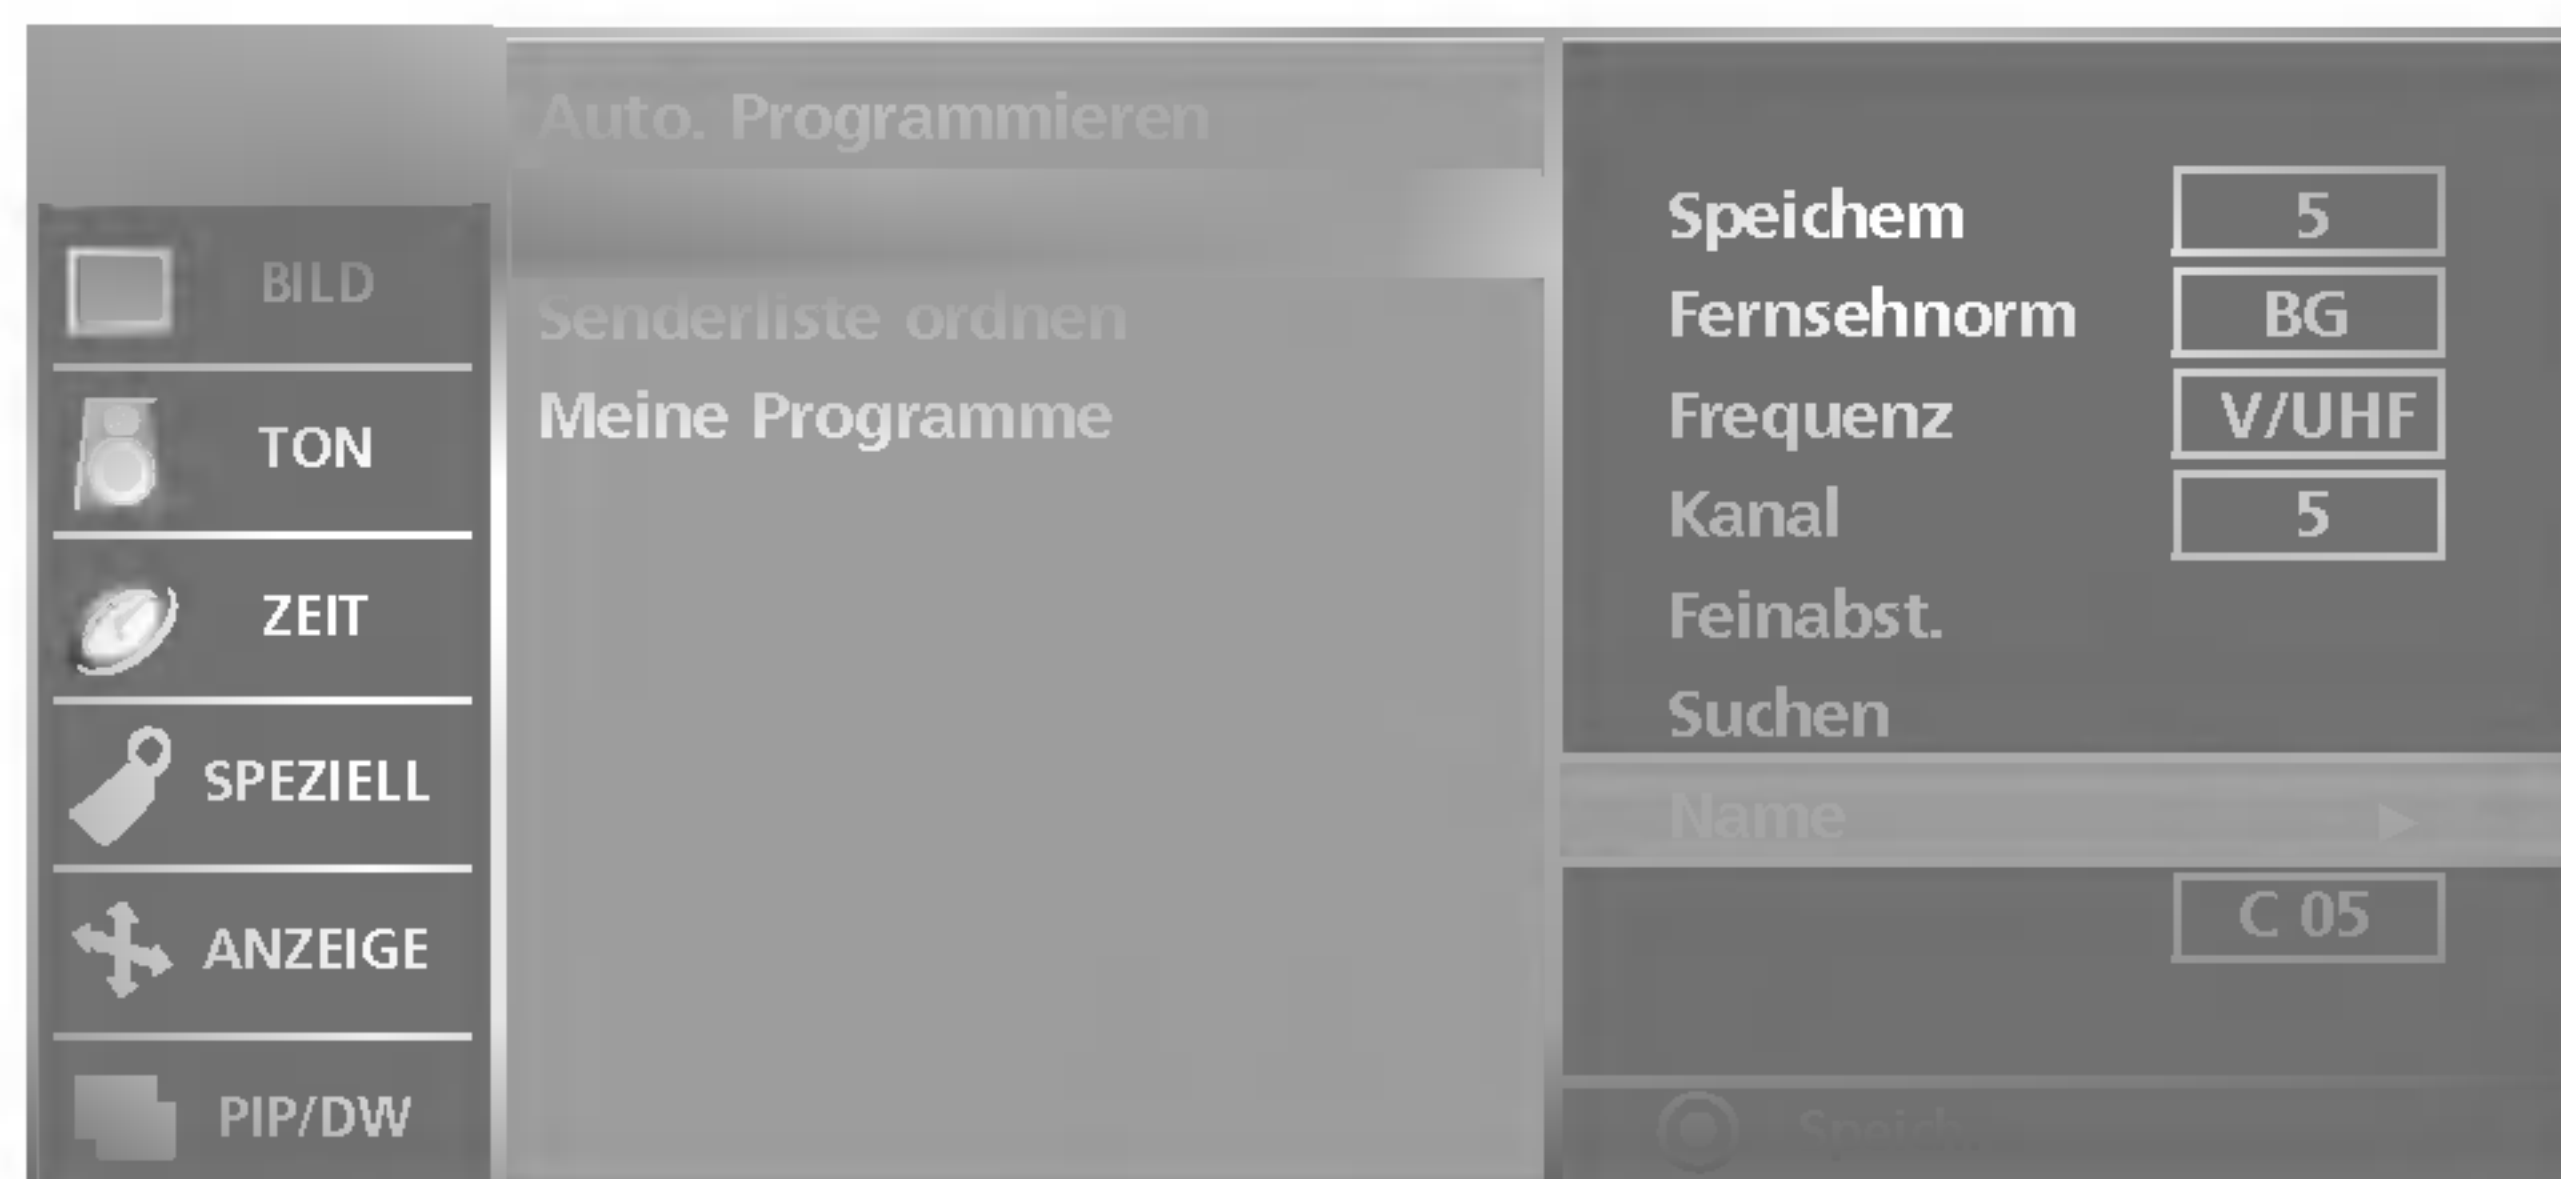 BILD
TON
ZEIT
SPEZIELL
ANZEIGE
PIP/DW
Auto. Programmieren
Senderliste ordnen
Meine Programme
Speichem 5
Fernsehnorm BG
Frequenz V/UHF
Kanal 5
Feinabst.
Suchen
Name
C 05
Speich.